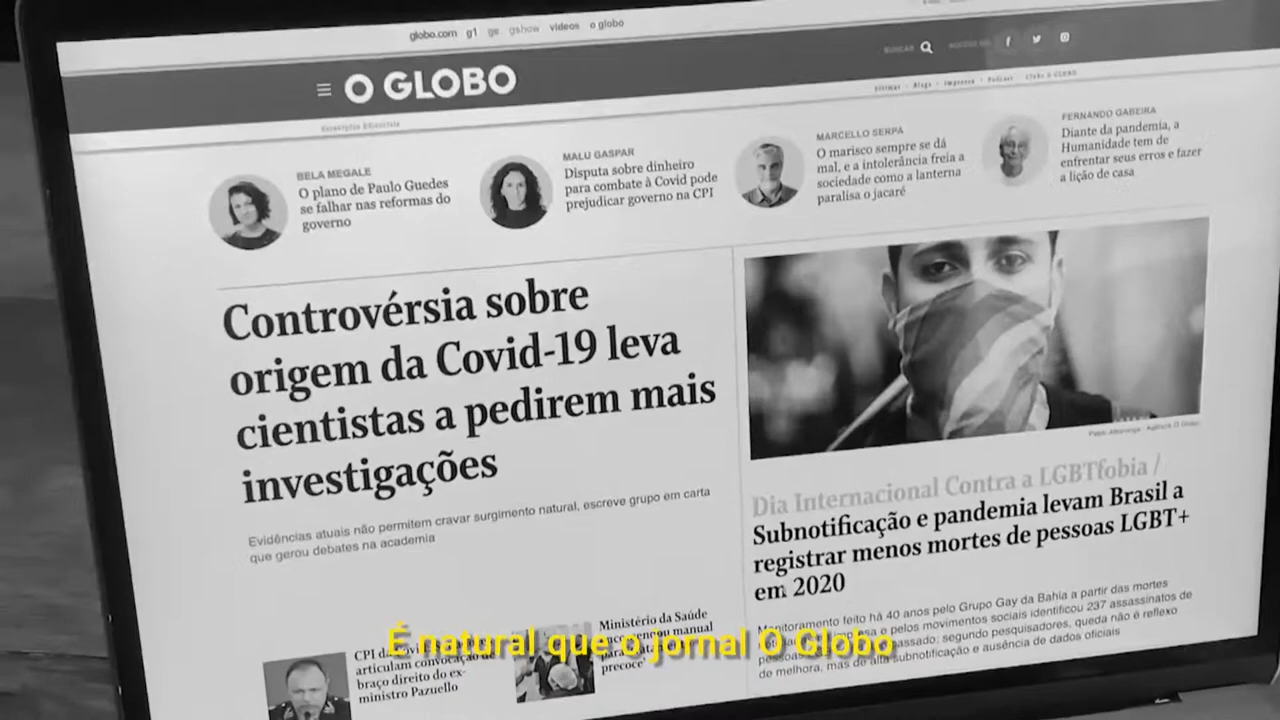 globo.com g1 ge gshow videos o globo
O GLOBO
BUSCAR
BELA MEGALE
O plano de Paulo Guedes
se falhar nas reformas do
governo
MALU GASPAR
Disputa sobre dinheiro
para combate à Covid pode
prejudicar governo na CPI
MARCELLO SERPA
O marisco sempre se dá
mal, e a intolerância freia a
sociedade como a lanterna
paralisa o jacaré
FERNANDO GABEIRA
Diante da pandemia, a
Humanidade tem de
enfrentar seus erros e fazer
a lição de casa
Controvérsia sobre
origem da Covid-19 leva
cientistas a pedirem mais
investigações
Evidências atuais não permitem cravar surgimento natural, escreve grupo em carta
que gerou debates na academia
Dia Internacional Contra a LGBTfobia /
Subnotificação e pandemia levam Brasil a
registrar menos mortes de pessoas LGBT+
em 2020
Monitoramento feito há 40 anos pelo Grupo Gay da Bahia a partir das mortes
e pelos movimentos sociais identificou 237 assassinatos de
passado; segundo pesquisadores, queda não é reflexo
de melhora, mas de alta subnotificação e ausência de dados oficiais
CPI
articulam convocação de
braço direito do ex-
ministro Pazuello
Ministério da Saúde
manual
precoce
É natural que o jornal O Globo